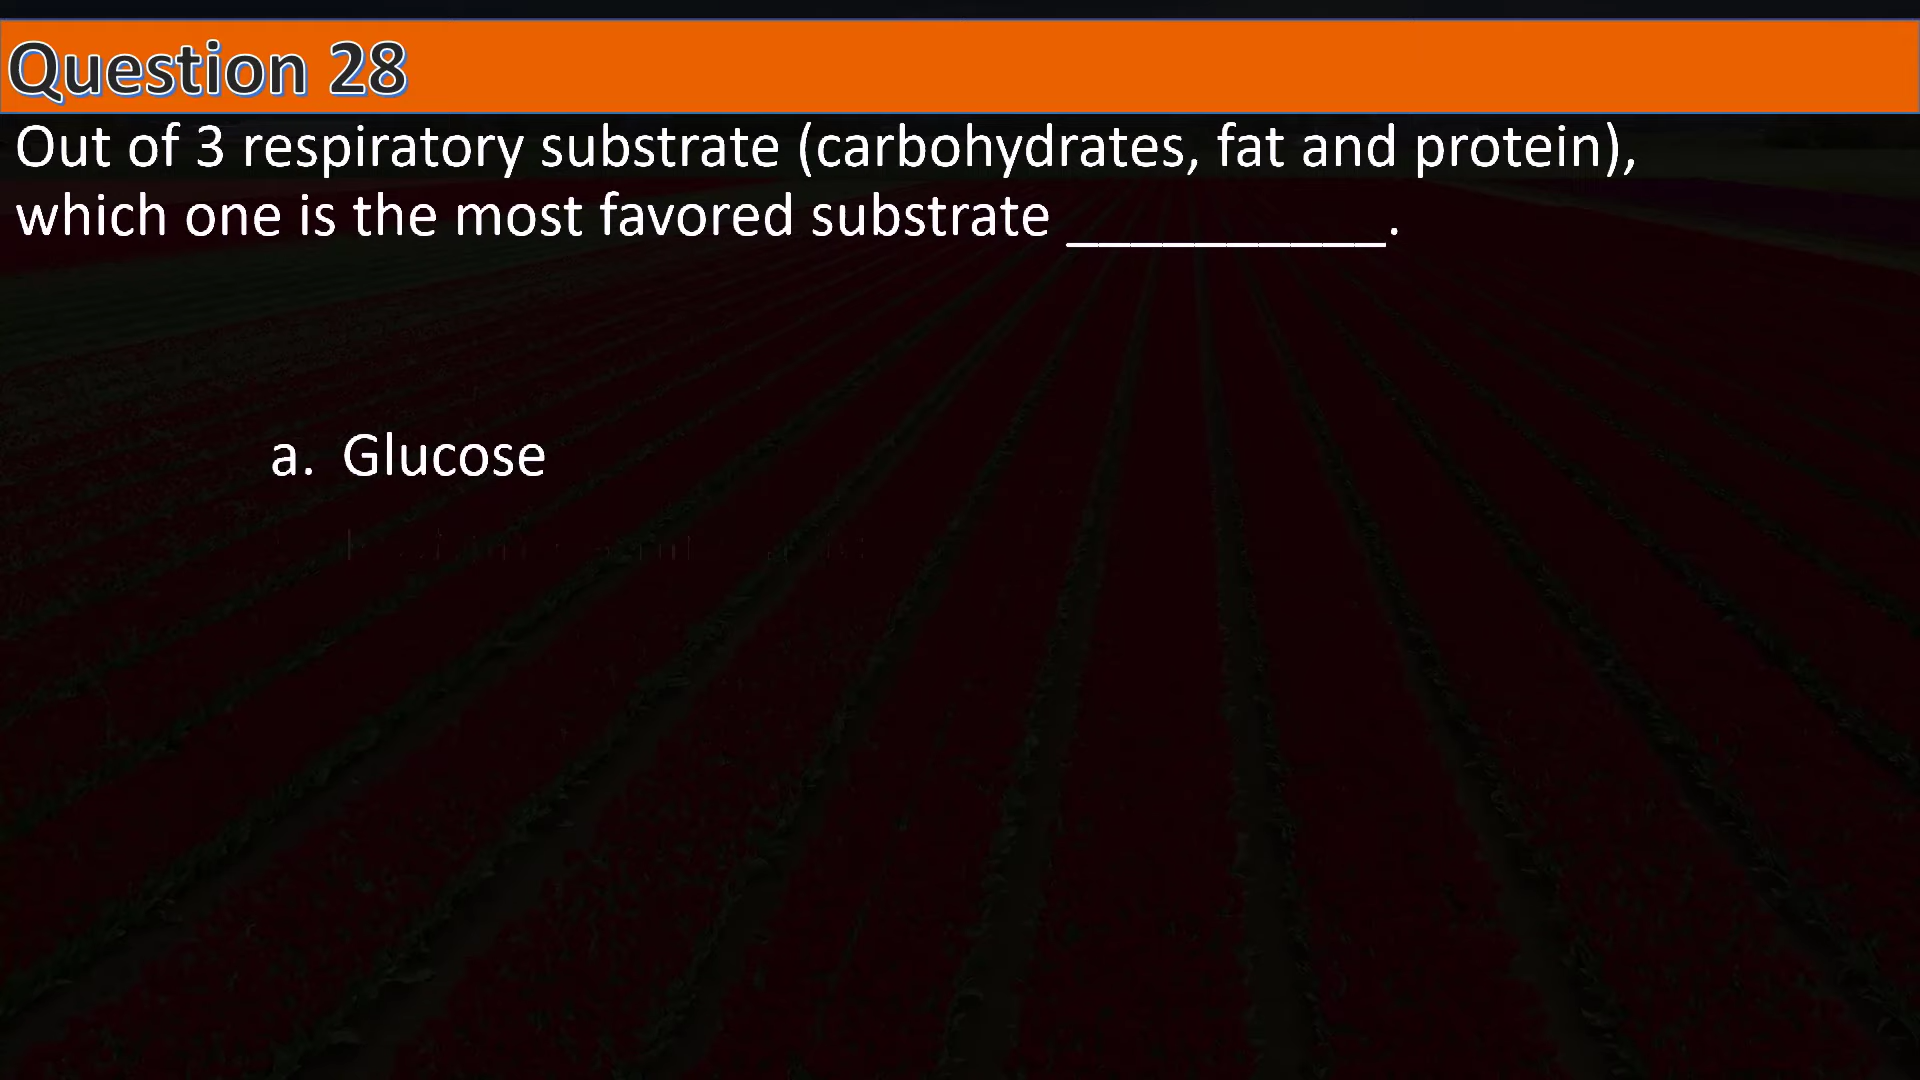 Question 28
Out of 3 respiratory substrate (carbohydrates, fat and protein),
which one is the most favored substrate __________.
a. Glucose